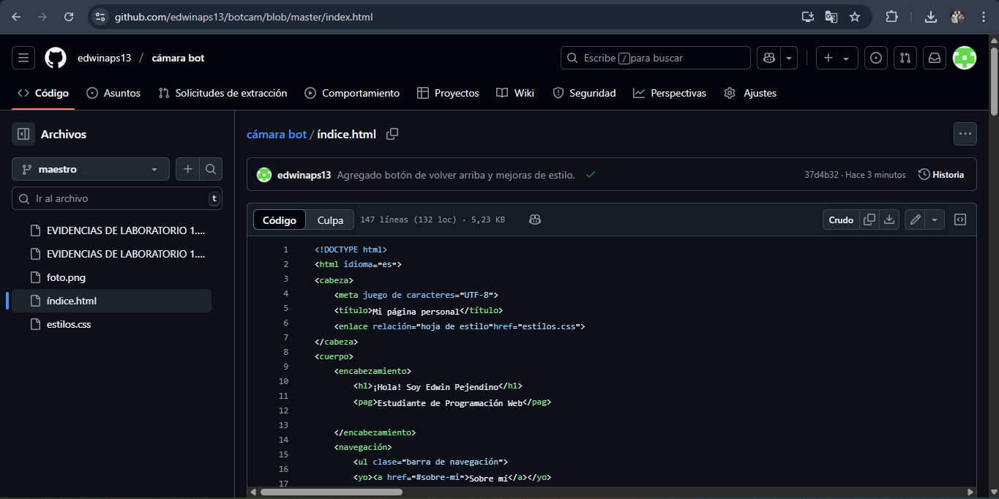 github.com/edwinaps13/botcam/blob/master/index.html
edwinaps13 / cámara bot
Escribe / para buscar
Código
Asuntos
Solicitudes de extracción
Comportamiento
Proyectos
Wiki
Seguridad
Perspectivas
Ajustes
Archivos
maestro
Ir al archivo
t
EVIDENCIAS DE LABORATORIO 1....
EVIDENCIAS DE LABORATORIO 1....
foto.png
índice.html
estilos.css
cámara bot / índice.html
edwinaps13 Agregado botón de volver arriba y mejoras de estilo.
37d4b32 · Hace 3 minutos
Historia
Código
Culpa
147 líneas (132 loc) · 5,23 KB
Crudo
1 <!DOCTYPE html>
2 <html idioma="es">
3 <cabeza>
4 <meta juego de caracteres="UTF-8">
5 <título>Mi página personal</título>
6 <enlace relación="hoja de estilo"href="estilos.css">
7 </cabeza>
8 <cuerpo>
9 <encabezamiento>
10 <h1>¡Hola! Soy Edwin Pejendino</h1>
11 <pag>Estudiante de Programación Web</pag>
12
13 </encabezamiento>
14 <navegación>
15 <ul clase="barra de navegación">
16 <yo><a href="#sobre-mi">Sobre mí</a></yo>
17